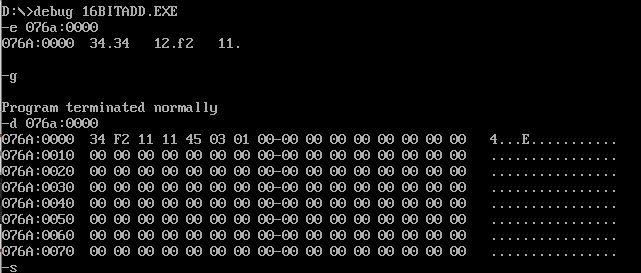 D:\>debug 16BITADD.EXE
-e 076a:0000
076A:0000  34.34   12.f2   11.
-g
Program terminated normally
-d 076a:0000
076A:0000  34 F2 11 11 45 03 01 00-00 00 00 00 00 00 00 00   4...E...........
076A:0010  00 00 00 00 00 00 00 00-00 00 00 00 00 00 00 00   ................
076A:0020  00 00 00 00 00 00 00 00-00 00 00 00 00 00 00 00   ................
076A:0030  00 00 00 00 00 00 00 00-00 00 00 00 00 00 00 00   ................
076A:0040  00 00 00 00 00 00 00 00-00 00 00 00 00 00 00 00   ................
076A:0050  00 00 00 00 00 00 00 00-00 00 00 00 00 00 00 00   ................
076A:0060  00 00 00 00 00 00 00 00-00 00 00 00 00 00 00 00   ................
076A:0070  00 00 00 00 00 00 00 00-00 00 00 00 00 00 00 00   ................
-s